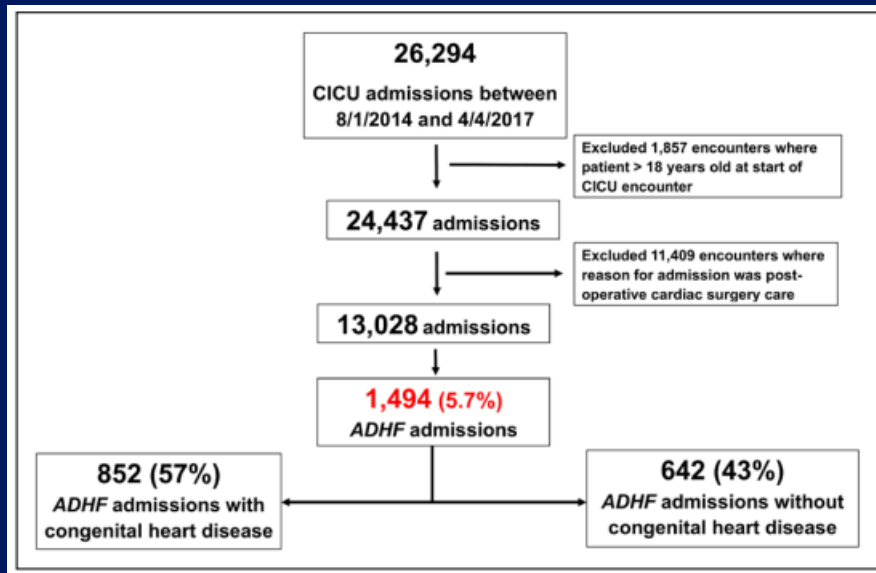 26,294
CICU admissions between
8/1/2014 and 4/4/2017
Excluded 1,857 encounters where
patient > 18 years old at start of
CICU encounter
24,437 admissions
Excluded 11,409 encounters where
reason for admission was post-
operative cardiac surgery care
13,028 admissions
1,494 (5.7%)
ADHF admissions
852 (57%)
ADHF admissions with
congenital heart disease
642 (43%)
ADHF admissions without
congenital heart disease